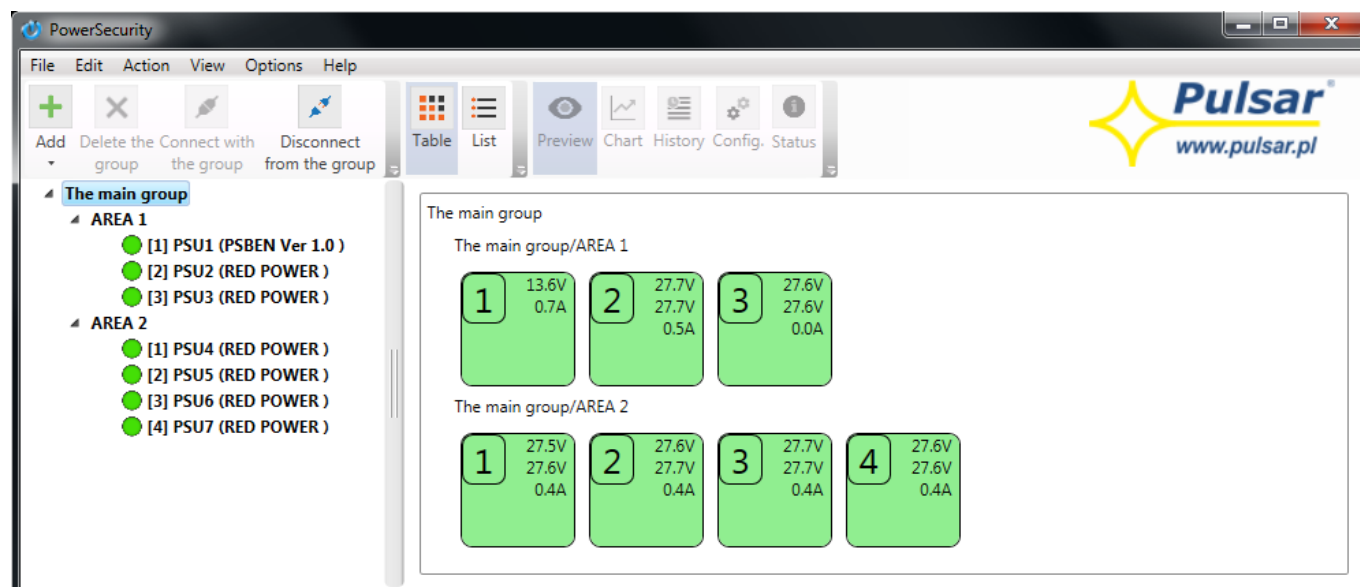 PowerSecurity
File Edit Action View Options Help
Add Delete the group Connect with the group Disconnect from the group Table List Preview Chart History Config. Status
Pulsar®
www.pulsar.pl
The main group
AREA 1
[1] PSU1 (PSBEN Ver 1.0 )
[2] PSU2 (RED POWER )
[3] PSU3 (RED POWER )
AREA 2
[1] PSU4 (RED POWER )
[2] PSU5 (RED POWER )
[3] PSU6 (RED POWER )
[4] PSU7 (RED POWER )
The main group
The main group/AREA 1
1 13.6V 0.7A
2 27.7V 27.7V 0.5A
3 27.6V 27.6V 0.0A
The main group/AREA 2
1 27.5V 27.6V 0.4A
2 27.6V 27.7V 0.4A
3 27.7V 27.7V 0.4A
4 27.6V 27.6V 0.4A